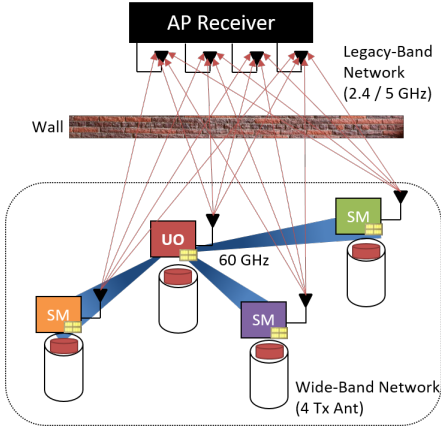 AP Receiver
Legacy-Band
Network
(2.4 / 5 GHz)
Wall
SM
UO
60 GHz
SM
SM
Wide-Band Network
(4 Tx Ant)